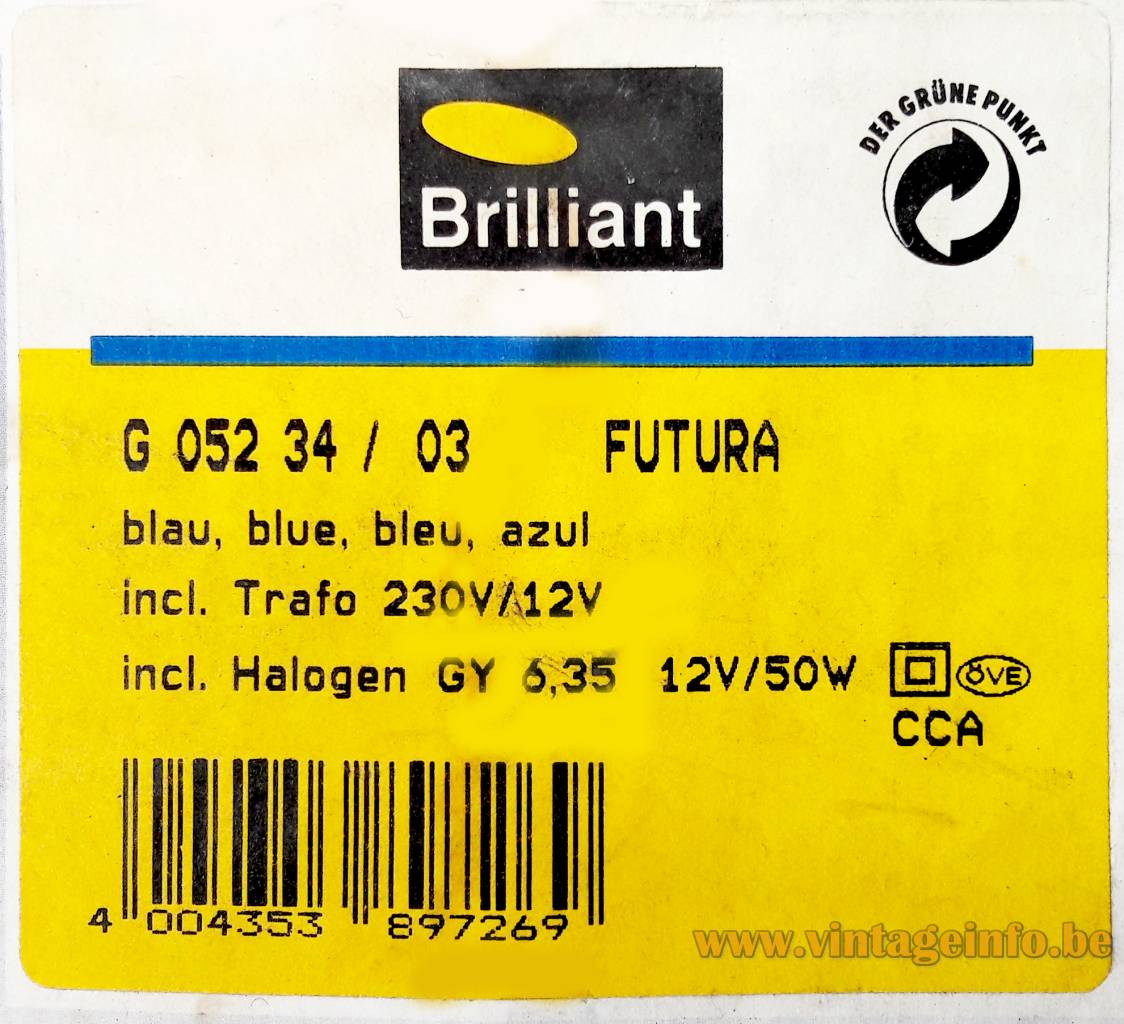 Brilliant
DER GRÜNE PUNKT
G 052 34 / 03 FUTURA
blau, blue, bleu, azul
incl. Trafo 230V/12V
incl. Halogen GY 6,35 12V/50W ÖVE
CCA
4 004353 897269
www.vintageinfo.be